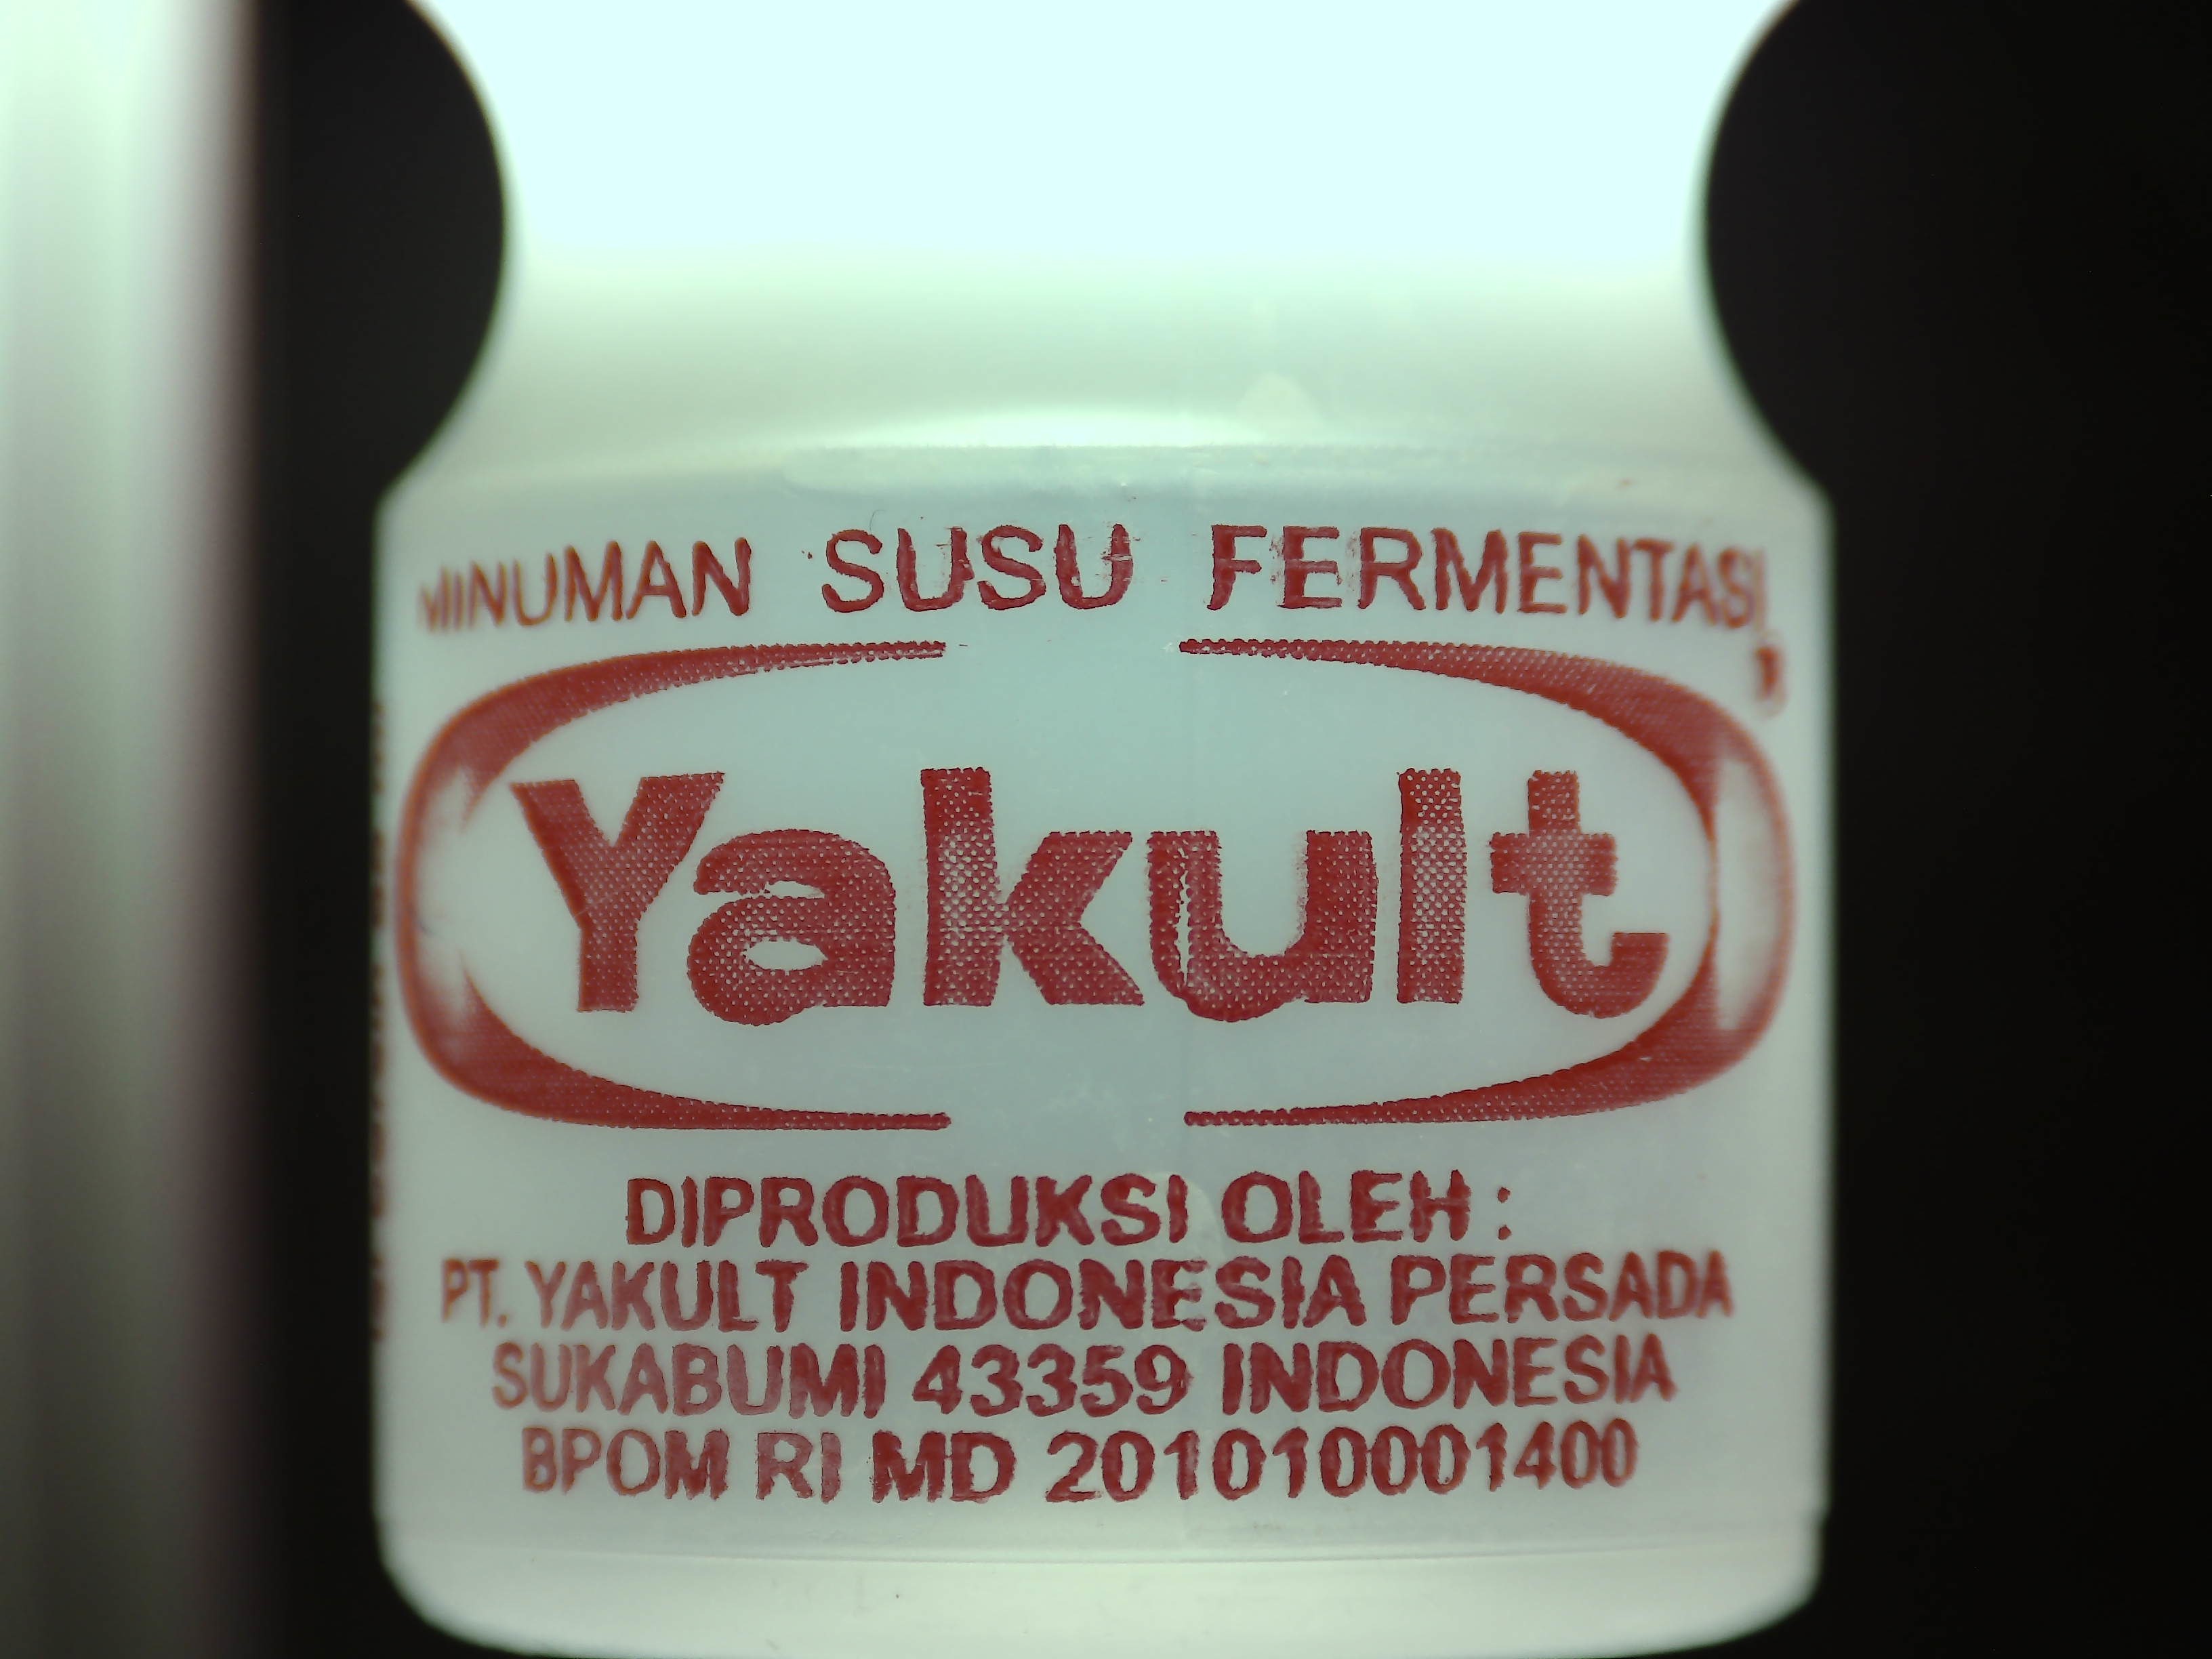 MINUMAN SUSU FERMENTASI
Yakult
DIPRODUKSI OLEH :
PT. YAKULT INDONESIA PERSADA
SUKABUMI 43359 INDONESIA
BPOM RI MD 201010001400